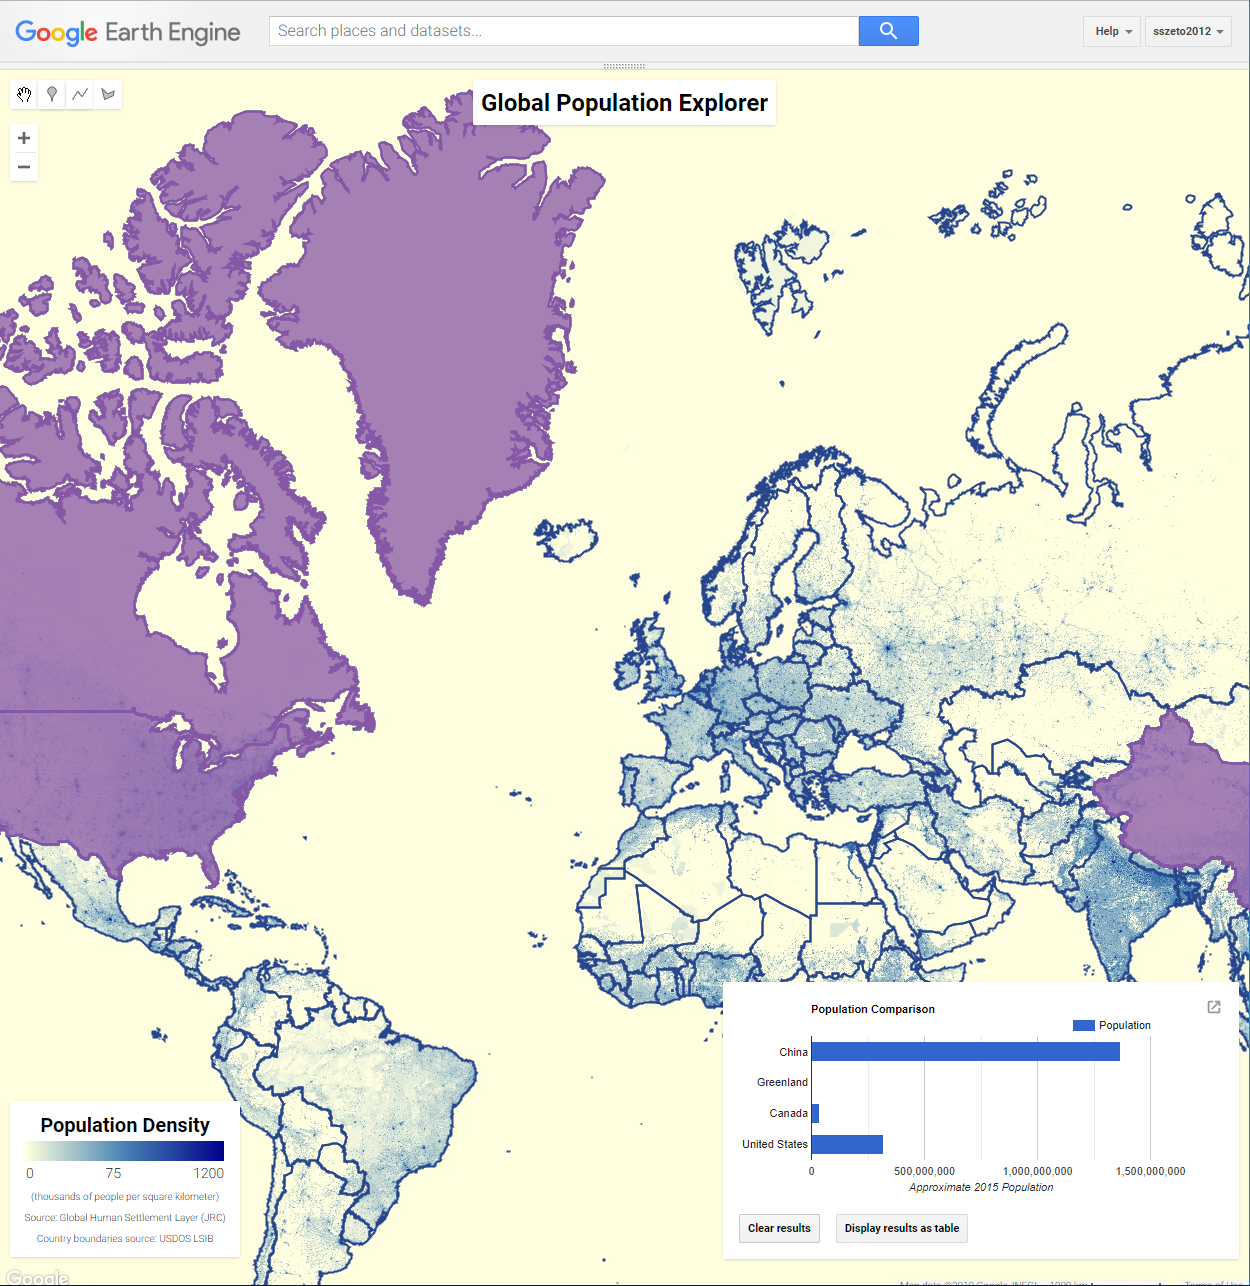 Google Earth Engine
Search places and datasets...
Help
sszeto2012
Global Population Explorer
+
−
Population Comparison
Population
China
Greenland
Canada
United States
0 500,000,000 1,000,000,000 1,500,000,000
Approximate 2015 Population
Clear results
Display results as table
Population Density
0 75 1200
(thousands of people per square kilometer)
Source: Global Human Settlement Layer (JRC)
Country boundaries source: USDOS LSIB
Google